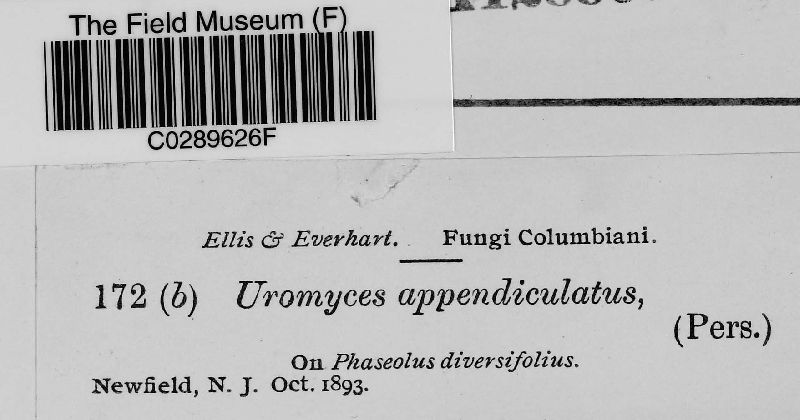 The Field Museum (F)
C0289626F
Ellis & Everhart. Fungi Columbiani.
172 (b) Uromyces appendiculatus,
(Pers.)
On Phaseolus diversifolius.
Newfield, N. J. Oct. 1893.